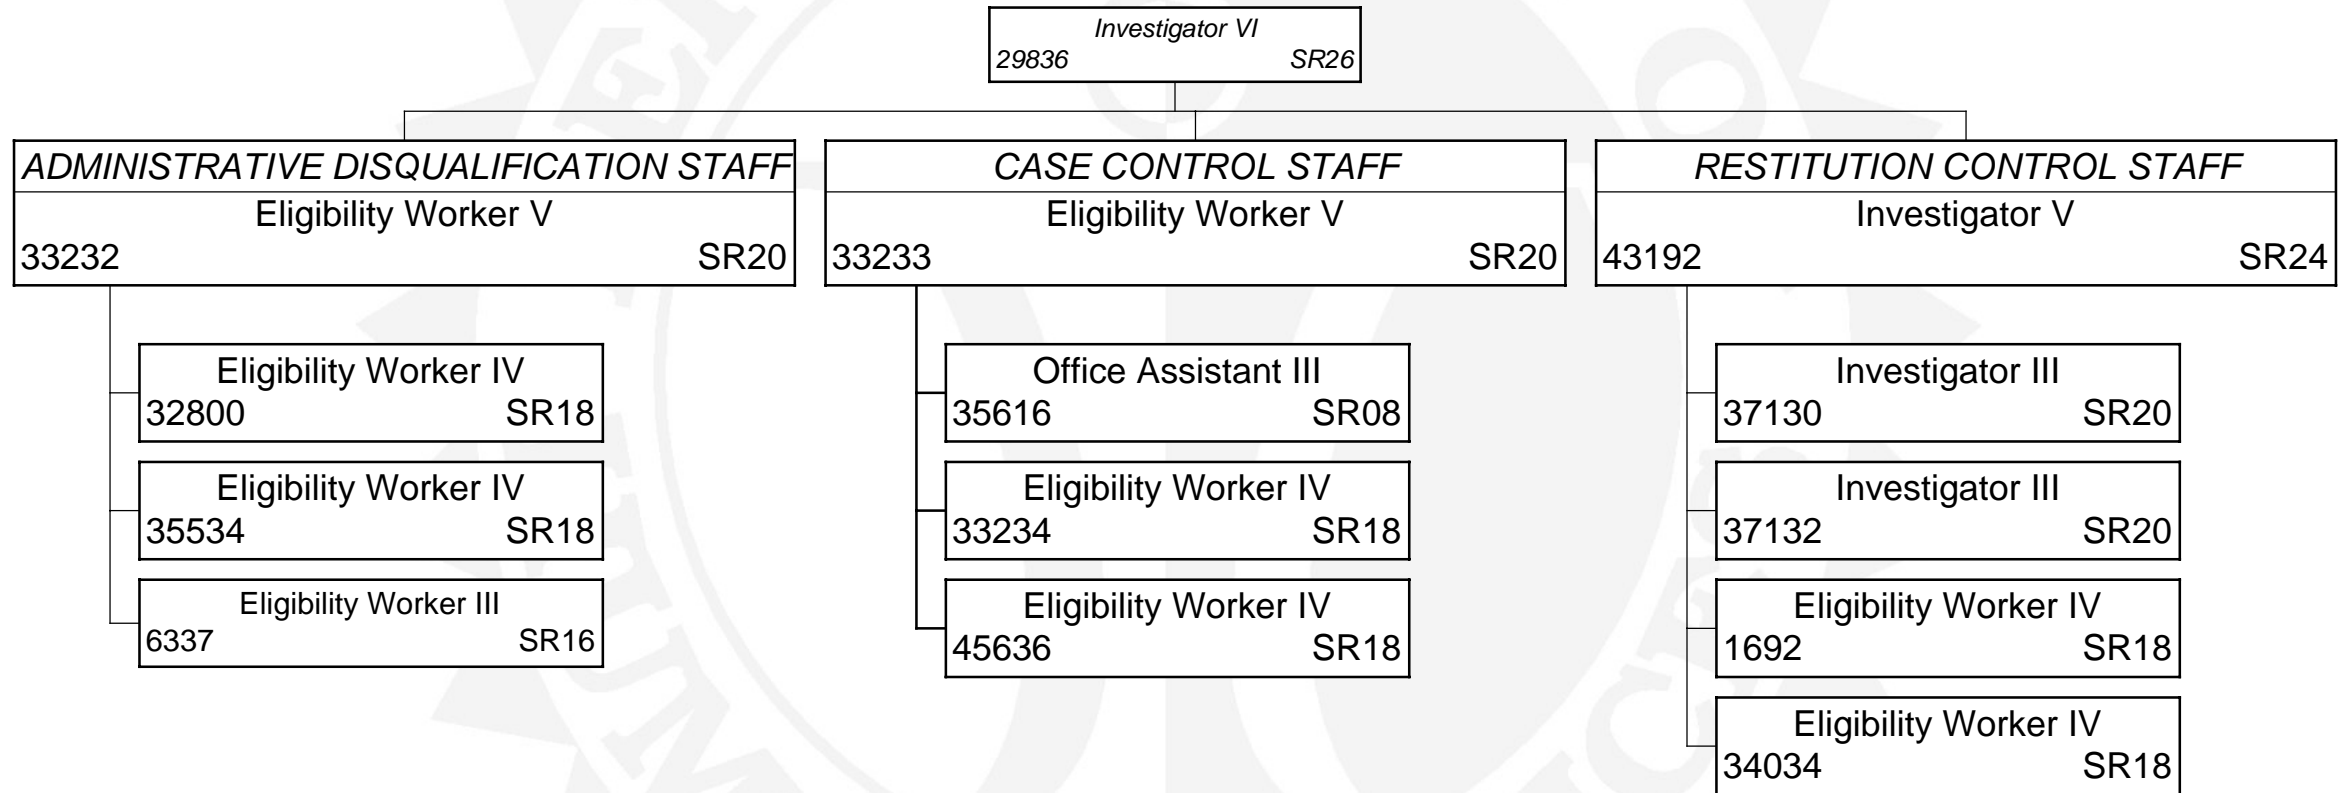 Investigator VI
29836 SR26
ADMINISTRATIVE DISQUALIFICATION STAFF
Eligibility Worker V
33232 SR20
Eligibility Worker IV
32800 SR18
Eligibility Worker IV
35534 SR18
Eligibility Worker III
6337 SR16
CASE CONTROL STAFF
Eligibility Worker V
33233 SR20
Office Assistant III
35616 SR08
Eligibility Worker IV
33234 SR18
Eligibility Worker IV
45636 SR18
RESTITUTION CONTROL STAFF
Investigator V
43192 SR24
Investigator III
37130 SR20
Investigator III
37132 SR20
Eligibility Worker IV
1692 SR18
Eligibility Worker IV
34034 SR18